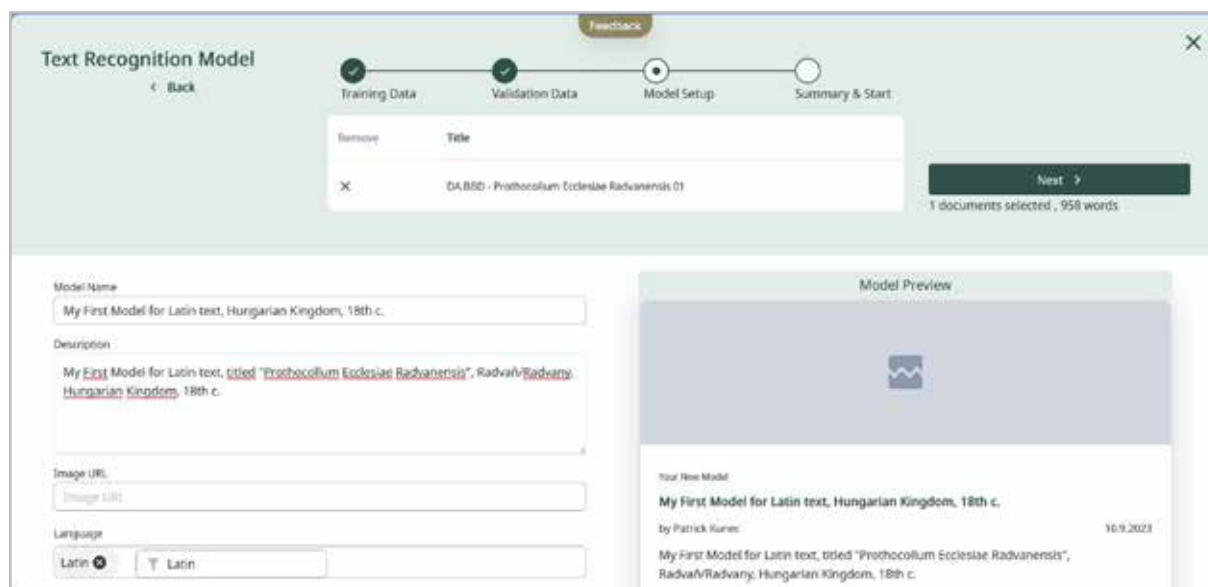 Feedback
Text Recognition Model
< Back
Training Data
Validation Data
Model Setup
Summary & Start
Remove Title
DA.BBD - Prothocollum Ecclesiae Radvanensis 01
Next >
1 documents selected , 958 words
Model Name
My First Model for Latin text, Hungarian Kingdom, 18th c.
Description
My First Model for Latin text, titled "Prothocollum Ecclesiae Radvanensis", Radvaň/Radvany,
Hungarian Kingdom, 18th c.
Image URL
Image URL
Language
Latin
Latin
Model Preview
Your New Model
My First Model for Latin text, Hungarian Kingdom, 18th c.
by Patrick Kunec
10.9.2023
My First Model for Latin text, titled "Prothocollum Ecclesiae Radvanensis",
Radvaň/Radvany, Hungarian Kingdom, 18th c.